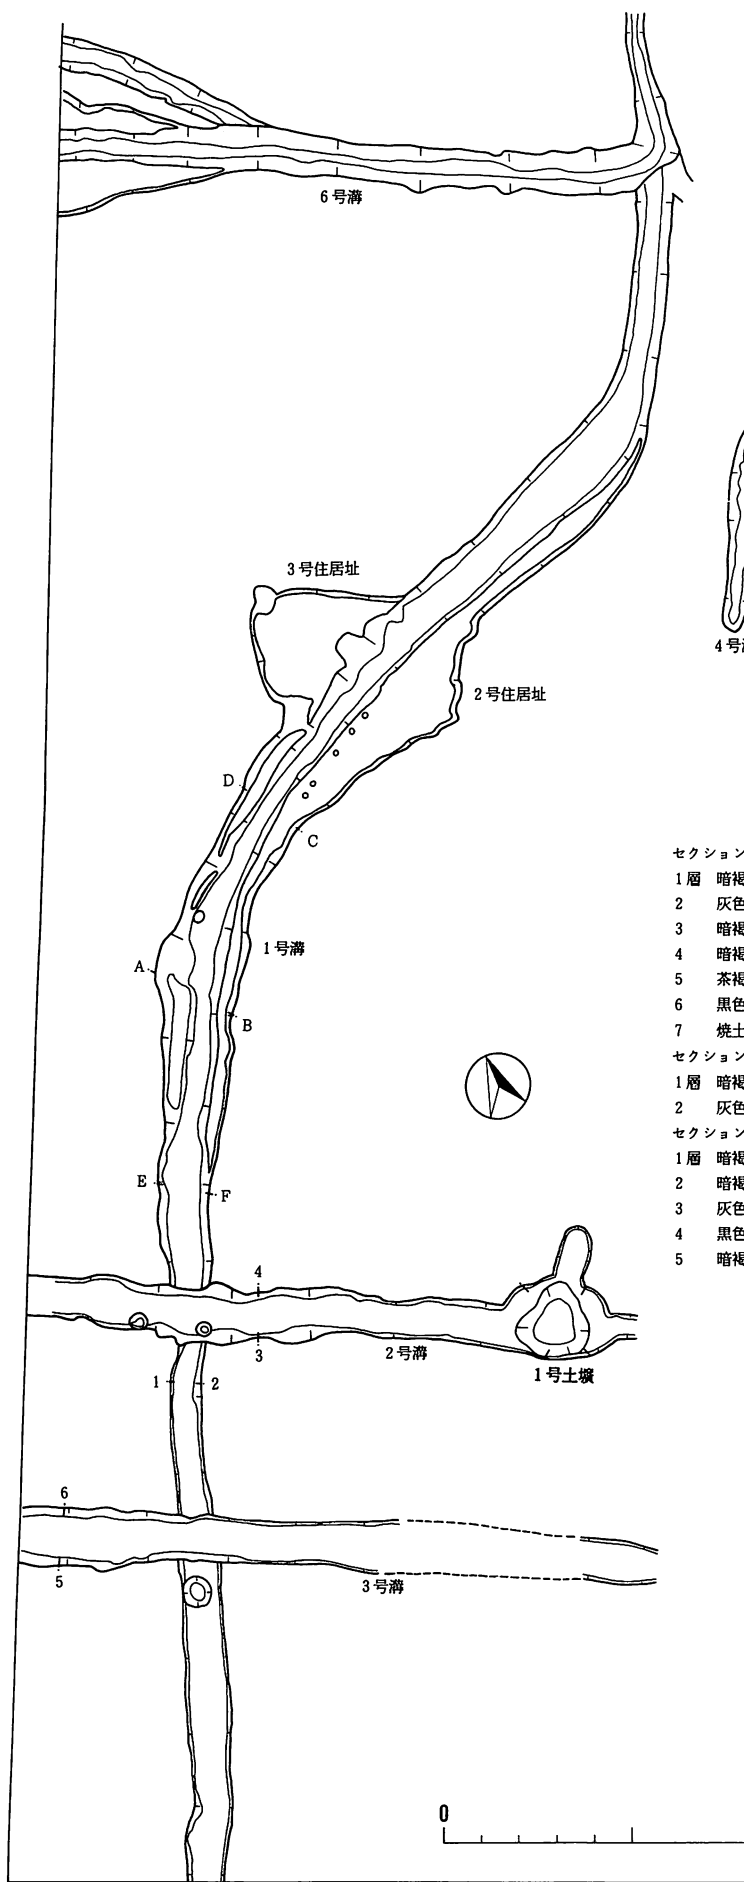 6号溝
3号住居址
4号
2号住居址
D
C
セクション
1層 暗褐
2 灰色
3 暗褐
4 暗褐
5 茶褐
6 黒色
7 焼土
セクション
1層 暗褐
2 灰色
セクション
1層 暗褐
2 暗褐
3 灰色
4 黒色
5 暗褐
1号溝
A
B
E
F
4
3
2号溝
1号土壙
1
2
6
5
3号溝
0